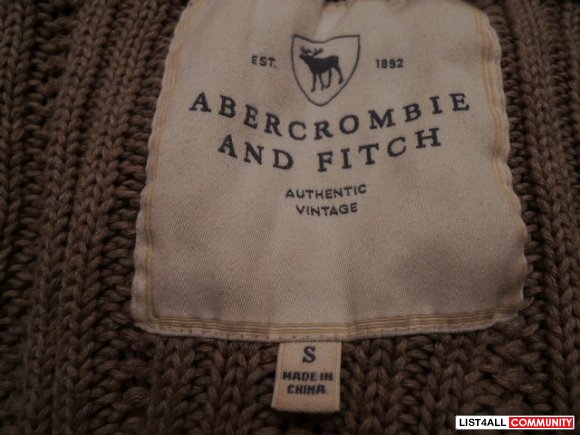 EST. 1892
ABERCROMBIE
AND FITCH
AUTHENTIC
VINTAGE
S
MADE IN
CHINA
LIST4ALL COMMUNITY